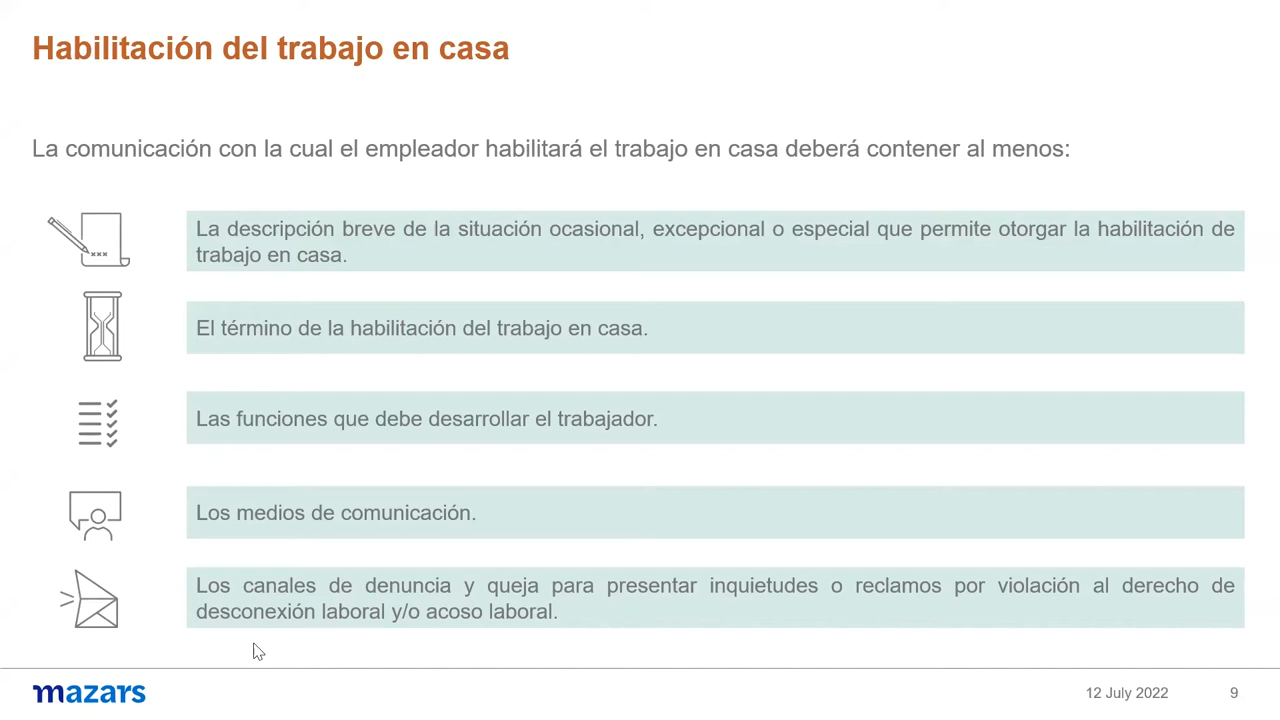 Habilitación del trabajo en casa
La comunicación con la cual el empleador habilitará el trabajo en casa deberá contener al menos:
La descripción breve de la situación ocasional, excepcional o especial que permite otorgar la habilitación de
trabajo en casa.
El término de la habilitación del trabajo en casa.
Las funciones que debe desarrollar el trabajador.
Los medios de comunicación.
Los canales de denuncia y queja para presentar inquietudes o reclamos por violación al derecho de
desconexión laboral y/o acoso laboral.
mazars
12 July 2022
9